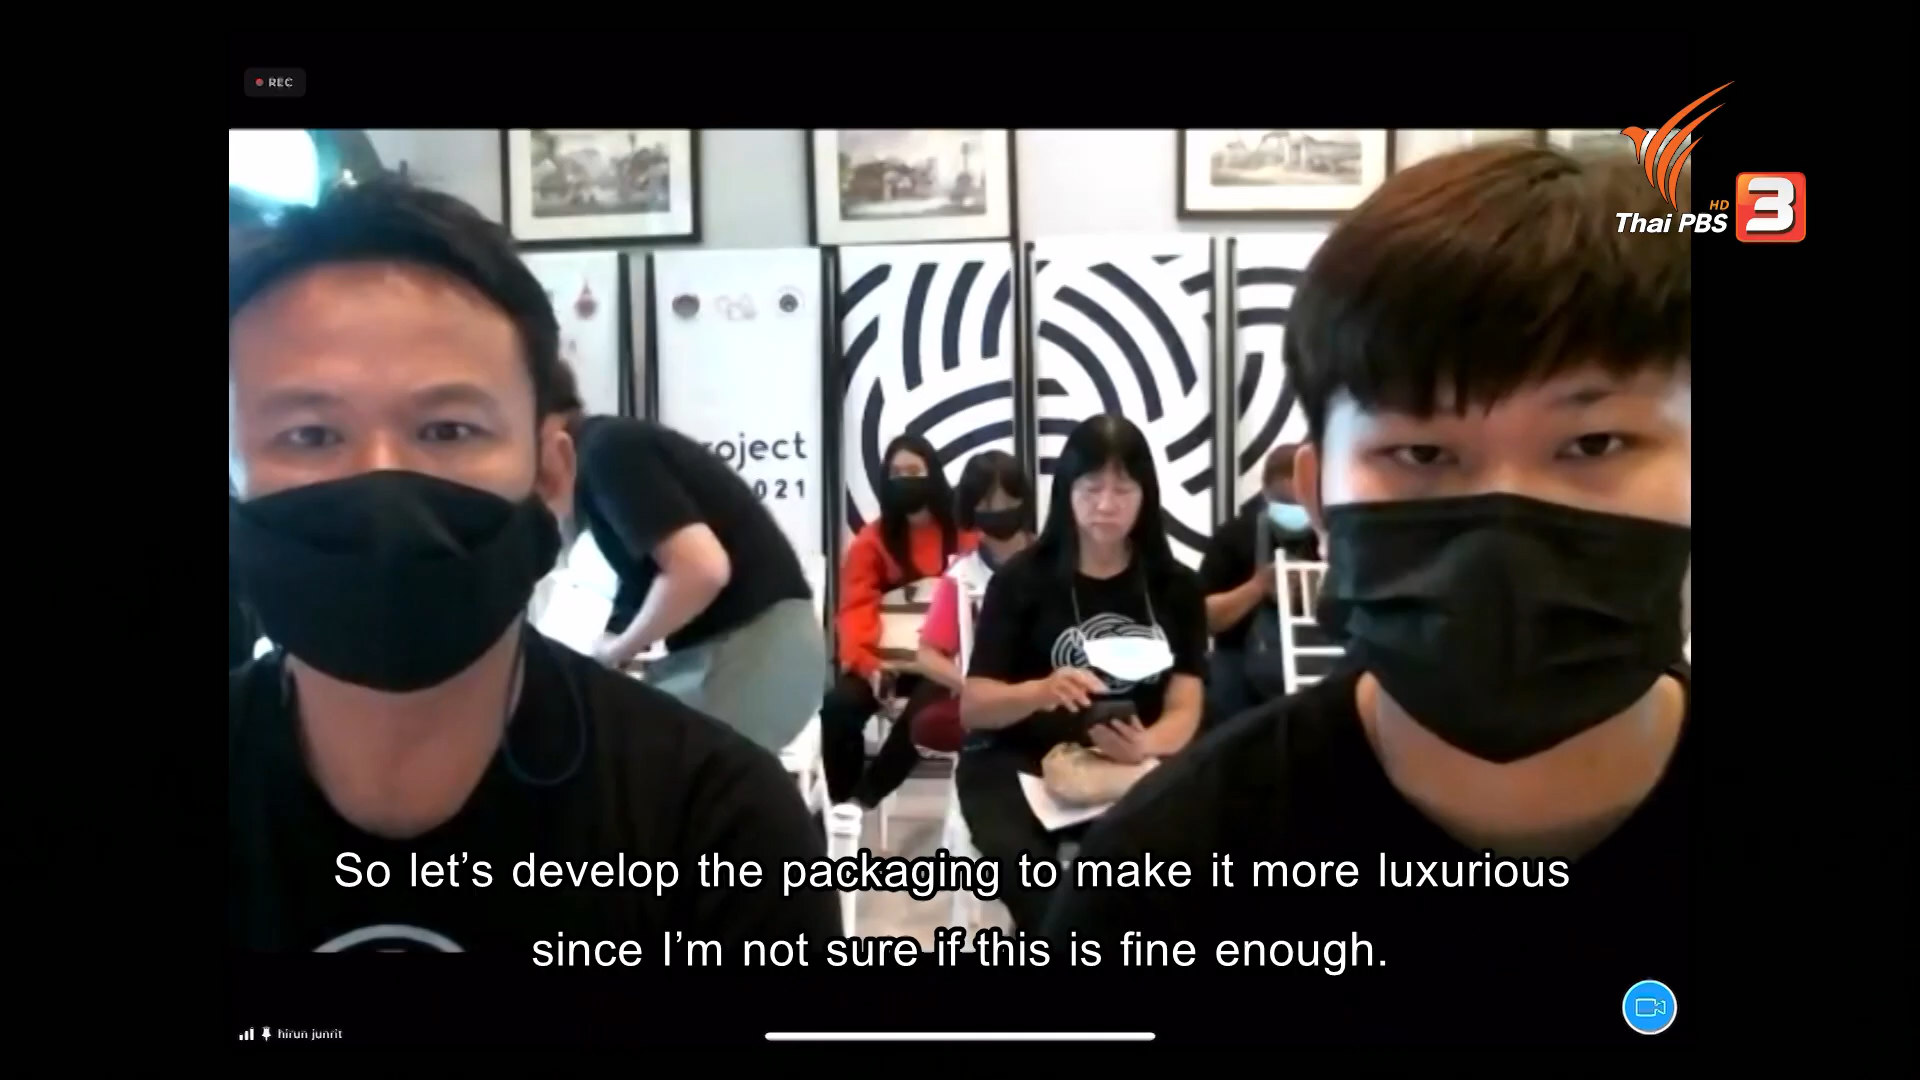 REC
HD
Thai PBS 3
roject
021
So let's develop the packaging to make it more luxurious
since I'm not sure if this is fine enough.
hirun junrit